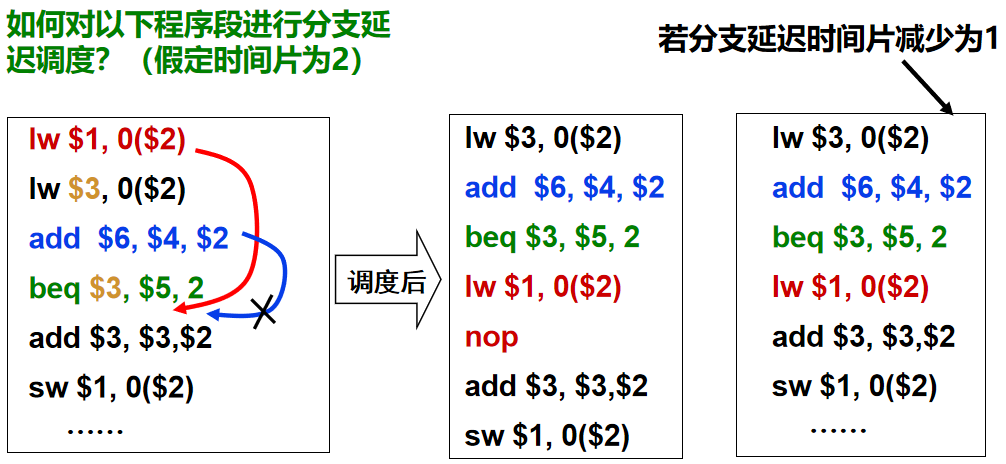 如何对以下程序段进行分支延
迟调度？（假定时间片为2）
若分支延迟时间片减少为1
lw $1, 0($2)
lw $3, 0($2)
add $6, $4, $2
beq $3, $5, 2
add $3, $3,$2
sw $1, 0($2)
……
调度后
lw $3, 0($2)
add $6, $4, $2
beq $3, $5, 2
lw $1, 0($2)
nop
add $3, $3,$2
sw $1, 0($2)
lw $3, 0($2)
add $6, $4, $2
beq $3, $5, 2
lw $1, 0($2)
add $3, $3,$2
sw $1, 0($2)
……